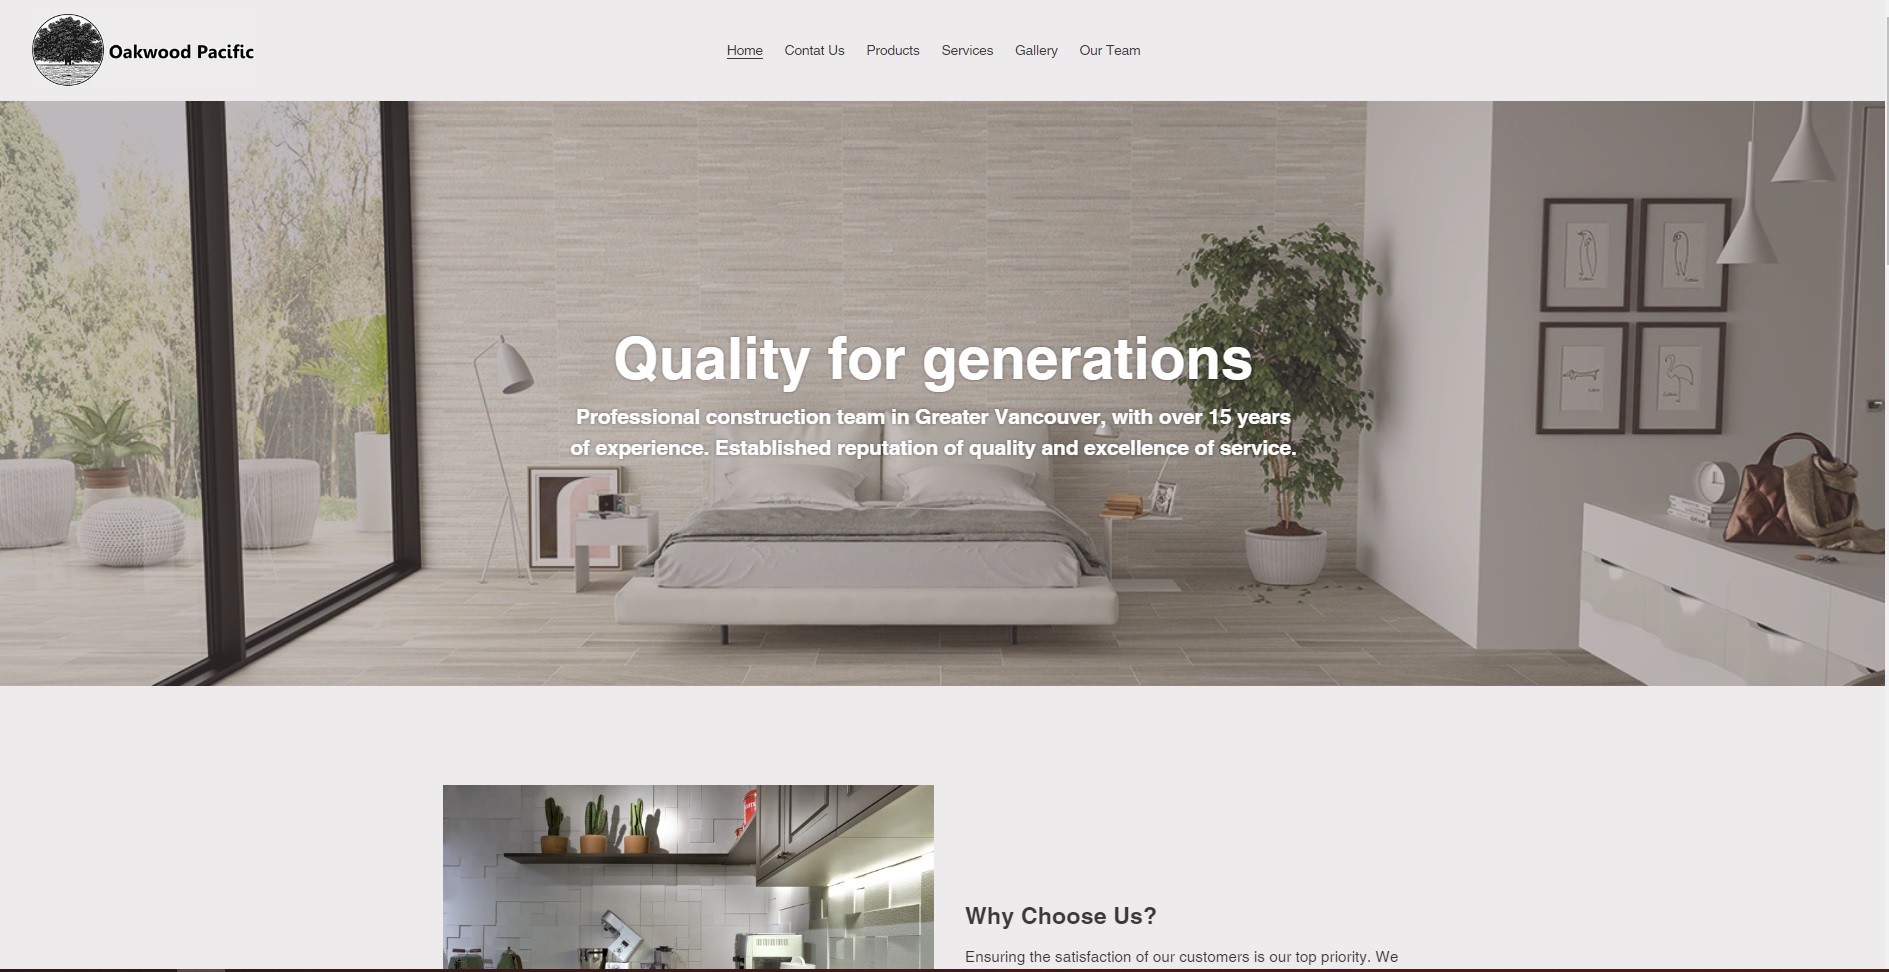 Oakwood Pacific
Home Contat Us Products Services Gallery Our Team
Quality for generations
Professional construction team in Greater Vancouver, with over 15 years
of experience. Established reputation of quality and excellence of service.
Why Choose Us?
Ensuring the satisfaction of our customers is our top priority. We